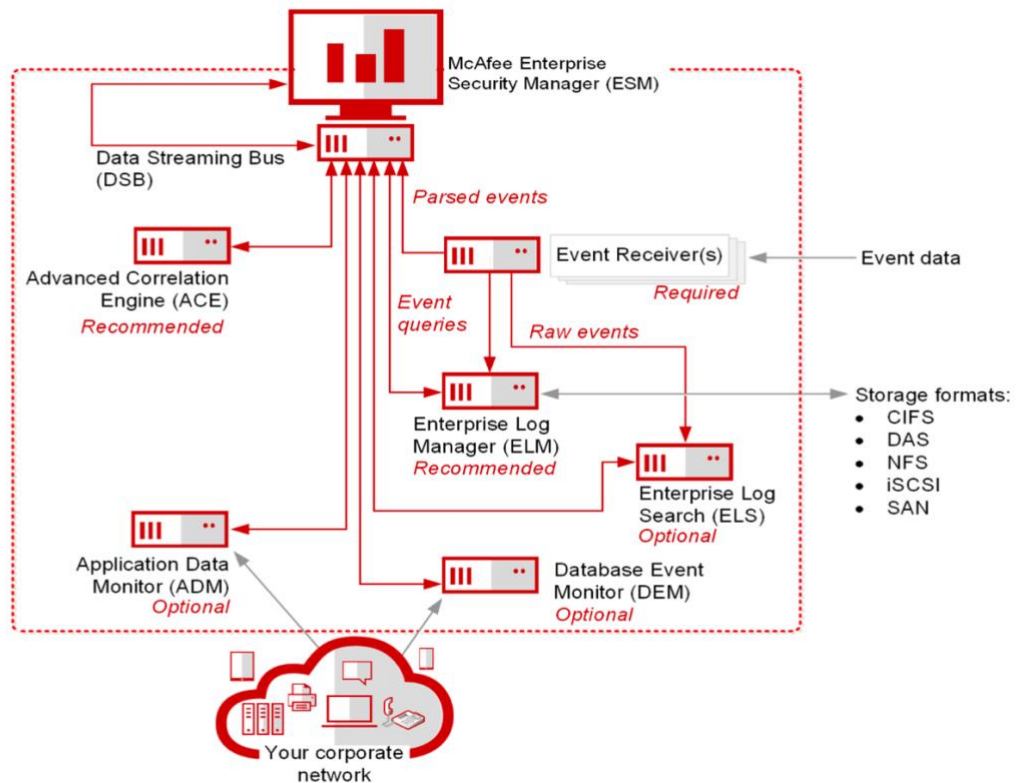 McAfee Enterprise
Security Manager (ESM)
Data Streaming Bus
(DSB)
Parsed events
Event Receiver(s)
Required
Event data
Advanced Correlation
Engine (ACE)
Recommended
Event
queries
Raw events
Enterprise Log
Manager (ELM)
Recommended
Storage formats:
• CIFS
• DAS
• NFS
• iSCSI
• SAN
Enterprise Log
Search (ELS)
Optional
Application Data
Monitor (ADM)
Optional
Database Event
Monitor (DEM)
Optional
Your corporate
network